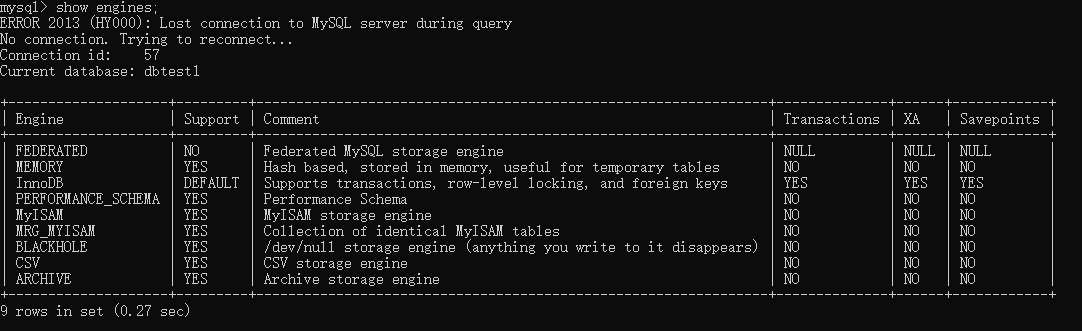 mysql> show engines;
ERROR 2013 (HY000): Lost connection to MySQL server during query
No connection. Trying to reconnect...
Connection id:    57
Current database: dbtest1
+--------------------+---------+----------------------------------------------------------------+--------------+------+------------+
| Engine             | Support | Comment                                                        | Transactions | XA   | Savepoints |
+--------------------+---------+----------------------------------------------------------------+--------------+------+------------+
| FEDERATED          | NO      | Federated MySQL storage engine                                 | NULL         | NULL | NULL       |
| MEMORY             | YES     | Hash based, stored in memory, useful for temporary tables      | NO           | NO   | NO         |
| InnoDB             | DEFAULT | Supports transactions, row-level locking, and foreign keys     | YES          | YES  | YES        |
| PERFORMANCE_SCHEMA | YES     | Performance Schema                                             | NO           | NO   | NO         |
| MyISAM             | YES     | MyISAM storage engine                                          | NO           | NO   | NO         |
| MRG_MYISAM         | YES     | Collection of identical MyISAM tables                          | NO           | NO   | NO         |
| BLACKHOLE          | YES     | /dev/null storage engine (anything you write to it disappears) | NO           | NO   | NO         |
| CSV                | YES     | CSV storage engine                                             | NO           | NO   | NO         |
| ARCHIVE            | YES     | Archive storage engine                                         | NO           | NO   | NO         |
+--------------------+---------+----------------------------------------------------------------+--------------+------+------------+
9 rows in set (0.27 sec)